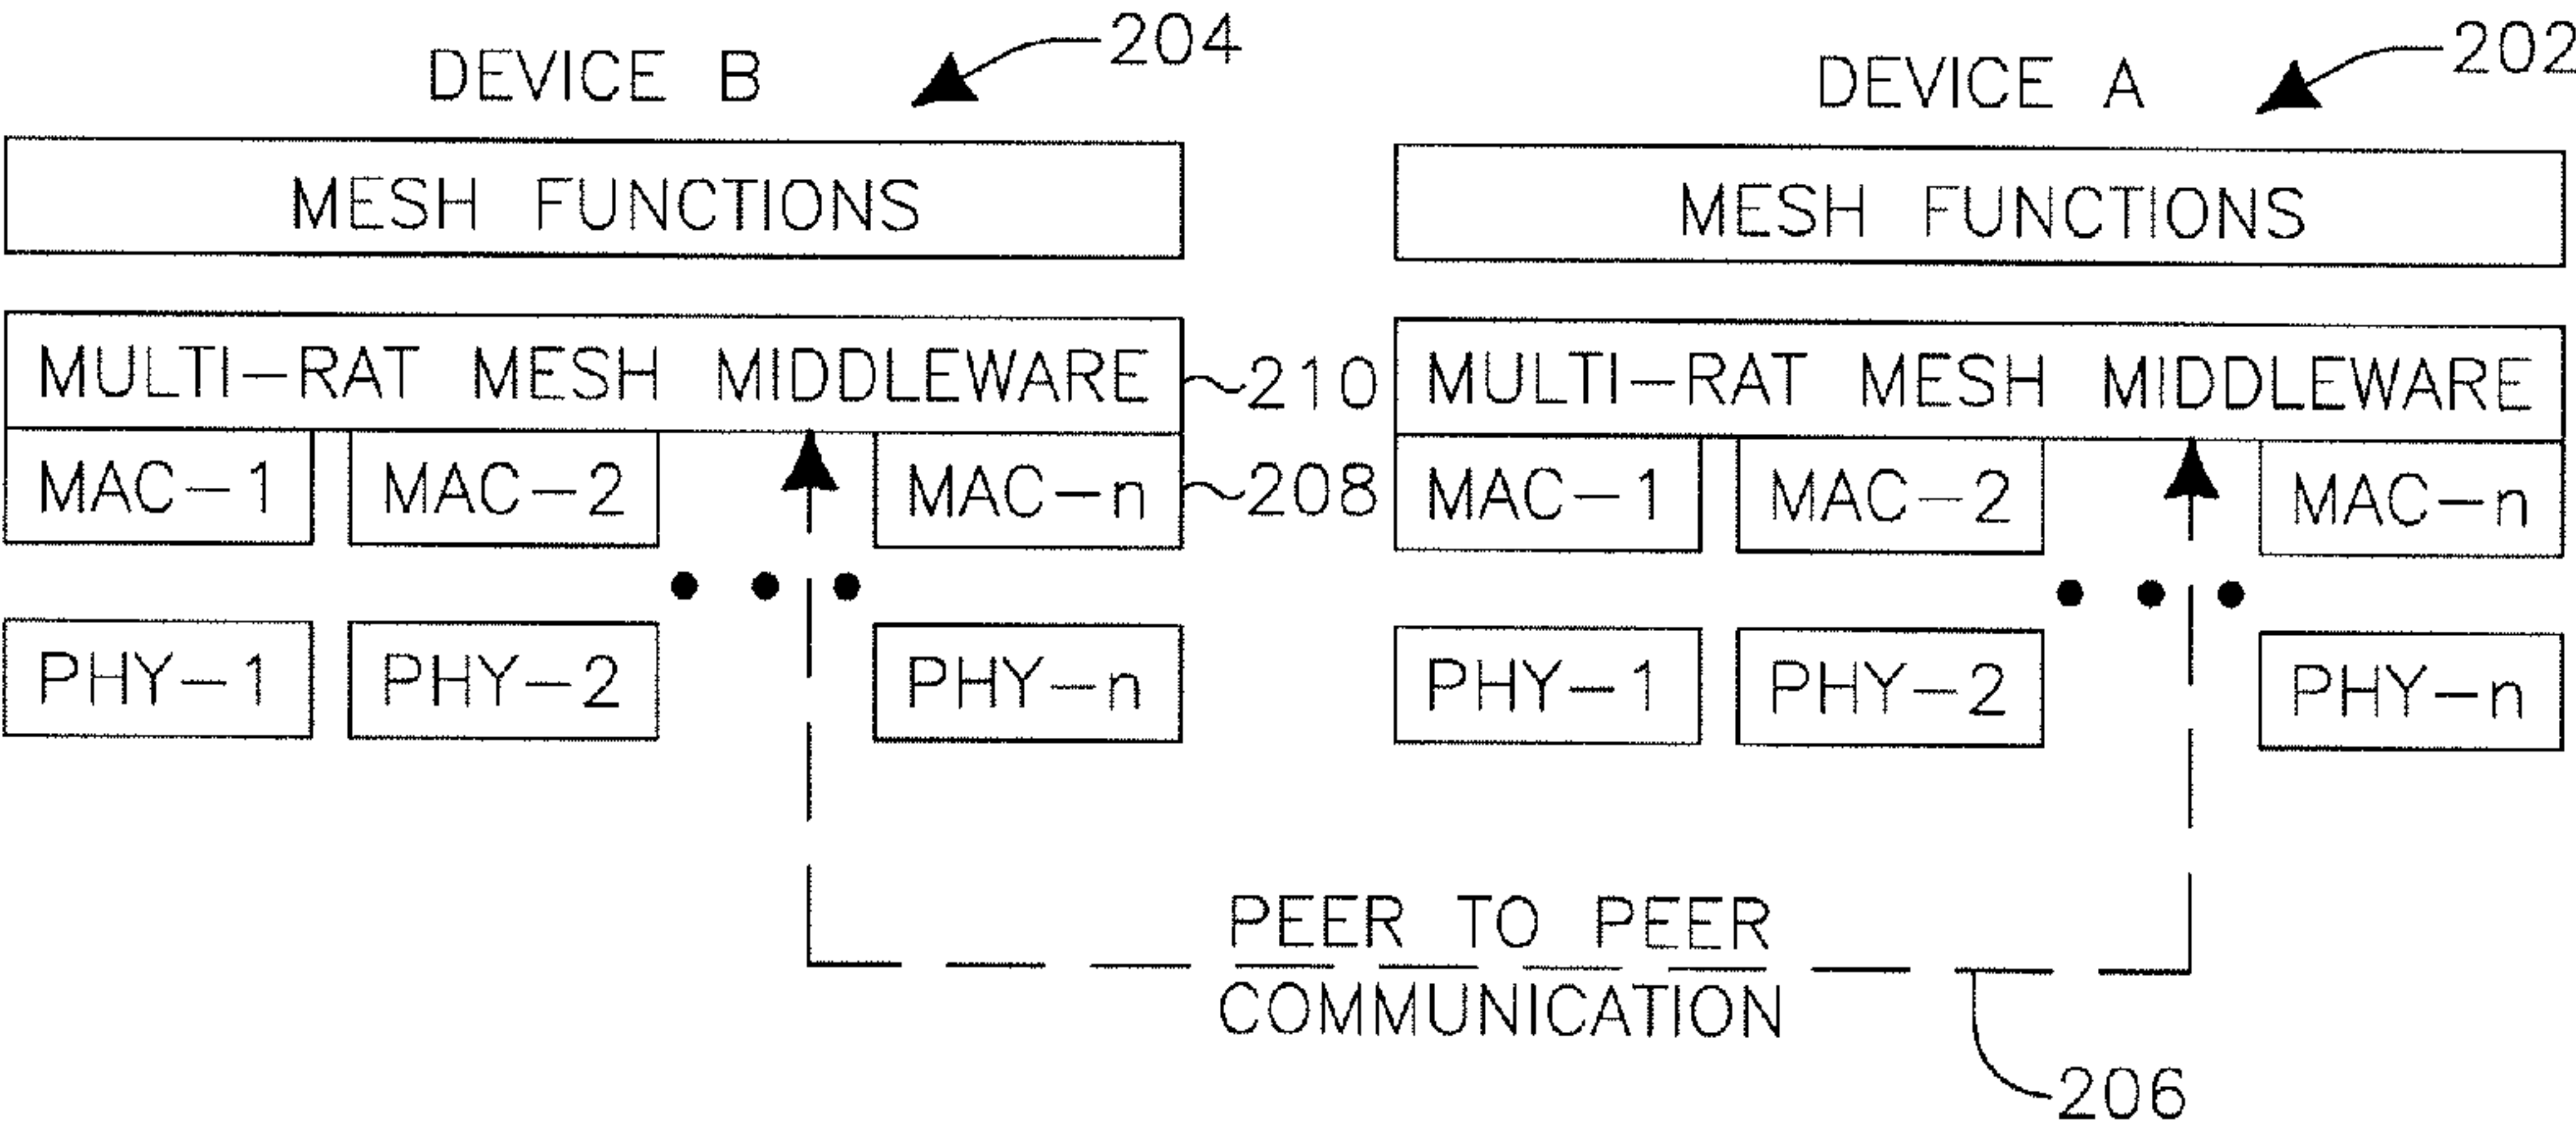 DEVICE B 204 DEVICE A 202
MESH FUNCTIONS MESH FUNCTIONS
MULTI-RAT MESH MIDDLEWARE 210 MULTI-RAT MESH MIDDLEWARE
MAC-1 MAC-2 MAC-n 208 MAC-1 MAC-2 MAC-n
PHY-1 PHY-2 PHY-n PHY-1 PHY-2 PHY-n
PEER TO PEER
COMMUNICATION
206